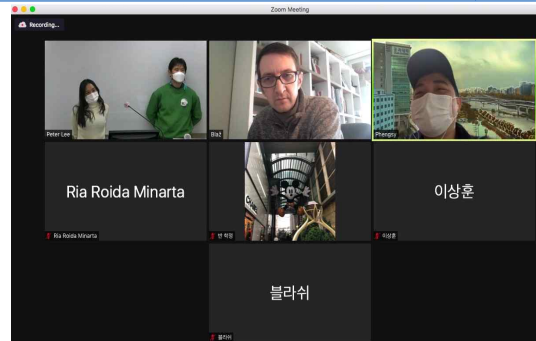 Zoom Meeting
Recording...
Peter Lee
Blaž
Phengsy
Ria Roida Minarta
이상훈
Ria Roida Minarta
이상훈
블라쉬
블라쉬